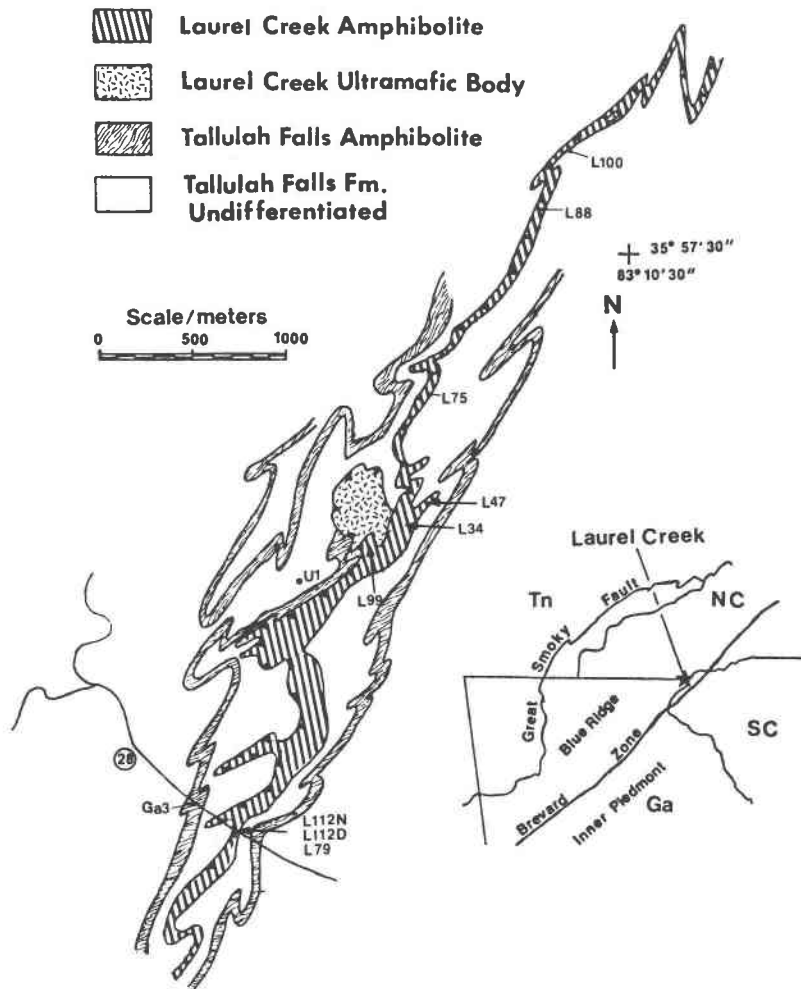 Laurel Creek Amphibolite
Laurel Creek Ultramafic Body
Tallulah Falls Amphibolite
Tallulah Falls Fm.
Undifferentiated
L100
L88
35° 57' 30"
83° 10' 30"
Scale/meters
0 500 1000
N
L75
L47
L34
Laurel Creek
U1
L99
Tn
Great Smoky Fault
NC
Blue Ridge
SC
Brevard Zone
Inner Piedmont
Ga
28
Ga3
L112N
L112D
L79